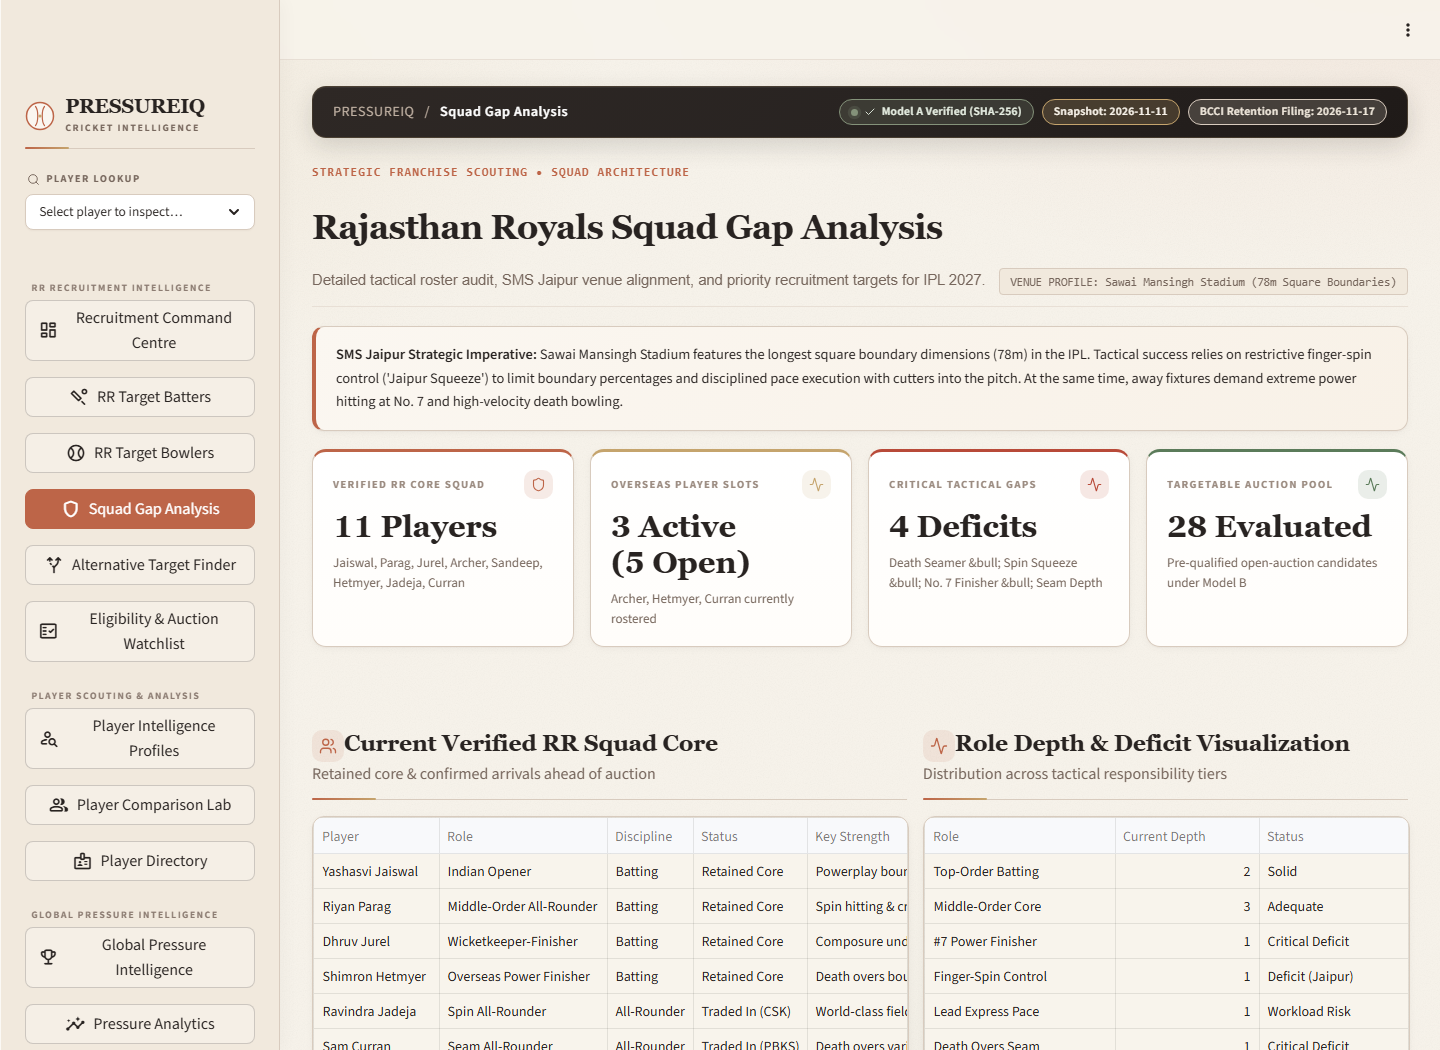 PRESSUREIQ
CRICKET INTELLIGENCE
PLAYER LOOKUP
Select player to inspect...
RR RECRUITMENT INTELLIGENCE
Recruitment Command
Centre
RR Target Batters
RR Target Bowlers
Squad Gap Analysis
Alternative Target Finder
Eligibility & Auction
Watchlist
PLAYER SCOUTING & ANALYSIS
Player Intelligence
Profiles
Player Comparison Lab
Player Directory
GLOBAL PRESSURE INTELLIGENCE
Global Pressure
Intelligence
Pressure Analytics
PRESSUREIQ / Squad Gap Analysis
Model A Verified (SHA-256)
Snapshot: 2026-11-11
BCCI Retention Filing: 2026-11-17
STRATEGIC FRANCHISE SCOUTING • SQUAD ARCHITECTURE
Rajasthan Royals Squad Gap Analysis
Detailed tactical roster audit, SMS Jaipur venue alignment, and priority recruitment targets for IPL 2027.
VENUE PROFILE: Sawai Mansingh Stadium (78m Square Boundaries)
SMS Jaipur Strategic Imperative: Sawai Mansingh Stadium features the longest square boundary dimensions (78m) in the IPL. Tactical success relies on restrictive finger-spin
control ('Jaipur Squeeze') to limit boundary percentages and disciplined pace execution with cutters into the pitch. At the same time, away fixtures demand extreme power
hitting at No. 7 and high-velocity death bowling.
VERIFIED RR CORE SQUAD
11 Players
Jaiswal, Parag, Jurel, Archer, Sandeep,
Hetmyer, Jadeja, Curran
OVERSEAS PLAYER SLOTS
3 Active
(5 Open)
Archer, Hetmyer, Curran currently
rostered
CRITICAL TACTICAL GAPS
4 Deficits
Death Seamer &bull; Spin Squeeze
&bull; No. 7 Finisher &bull; Seam Depth
TARGETABLE AUCTION POOL
28 Evaluated
Pre-qualified open-auction candidates
under Model B
Current Verified RR Squad Core
Retained core & confirmed arrivals ahead of auction
Player Role Discipline Status Key Strength
Yashasvi Jaiswal Indian Opener Batting Retained Core Powerplay bour
Riyan Parag Middle-Order All-Rounder Batting Retained Core Spin hitting & cr
Dhruv Jurel Wicketkeeper-Finisher Batting Retained Core Composure und
Shimron Hetmyer Overseas Power Finisher Batting Retained Core Death overs bou
Ravindra Jadeja Spin All-Rounder All-Rounder Traded In (CSK) World-class field
Sam Curran Seam All-Rounder All-Rounder Traded In (PBKS) Death overs vari
Role Depth & Deficit Visualization
Distribution across tactical responsibility tiers
Role Current Depth Status
Top-Order Batting 2 Solid
Middle-Order Core 3 Adequate
#7 Power Finisher 1 Critical Deficit
Finger-Spin Control 1 Deficit (Jaipur)
Lead Express Pace 1 Workload Risk
Death Overs Seam 1 Critical Deficit